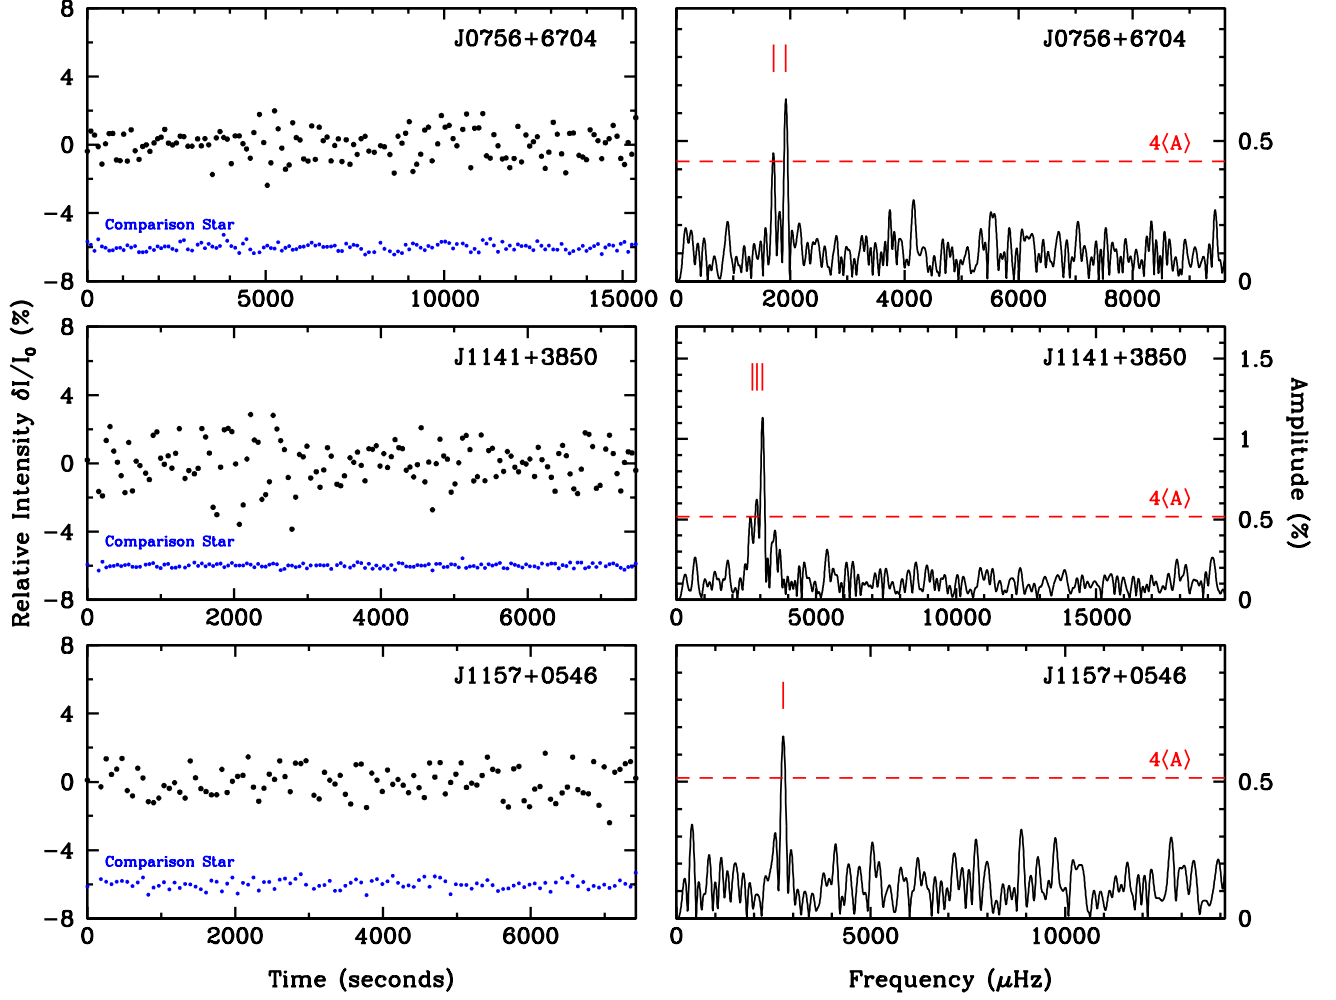 8
4
0
−4
−8
J0756+6704
Comparison Star
0 5000 10000 15000
J0756+6704
4⟨A⟩
0.5
0
0 2000 4000 6000 8000
8
4
0
−4
−8
J1141+3850
Comparison Star
0 2000 4000 6000
J1141+3850
4⟨A⟩
1.5
1
0.5
0
0 5000 10000 15000
8
4
0
−4
−8
J1157+0546
Comparison Star
0 2000 4000 6000
J1157+0546
4⟨A⟩
0.5
0
0 5000 10000
Relative Intensity δI/I₀ (%)
Amplitude (%)
Time (seconds)
Frequency (μHz)